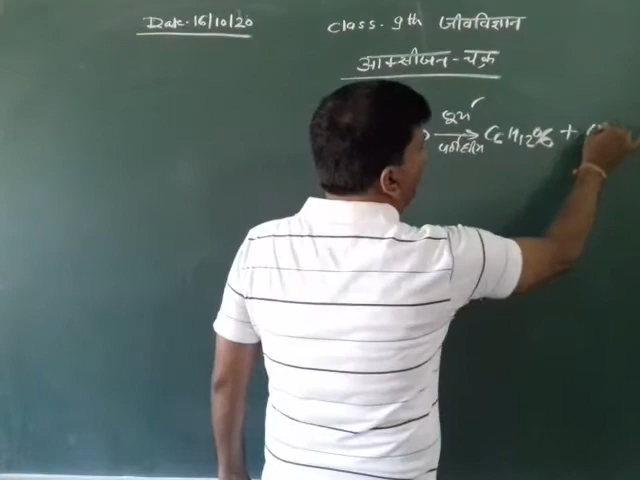 Date. 16/10/20
Class. 9th जीवविज्ञान
आक्सीजन-चक्र
सूर्य
→ C6H12O6 +
पर्णहरित